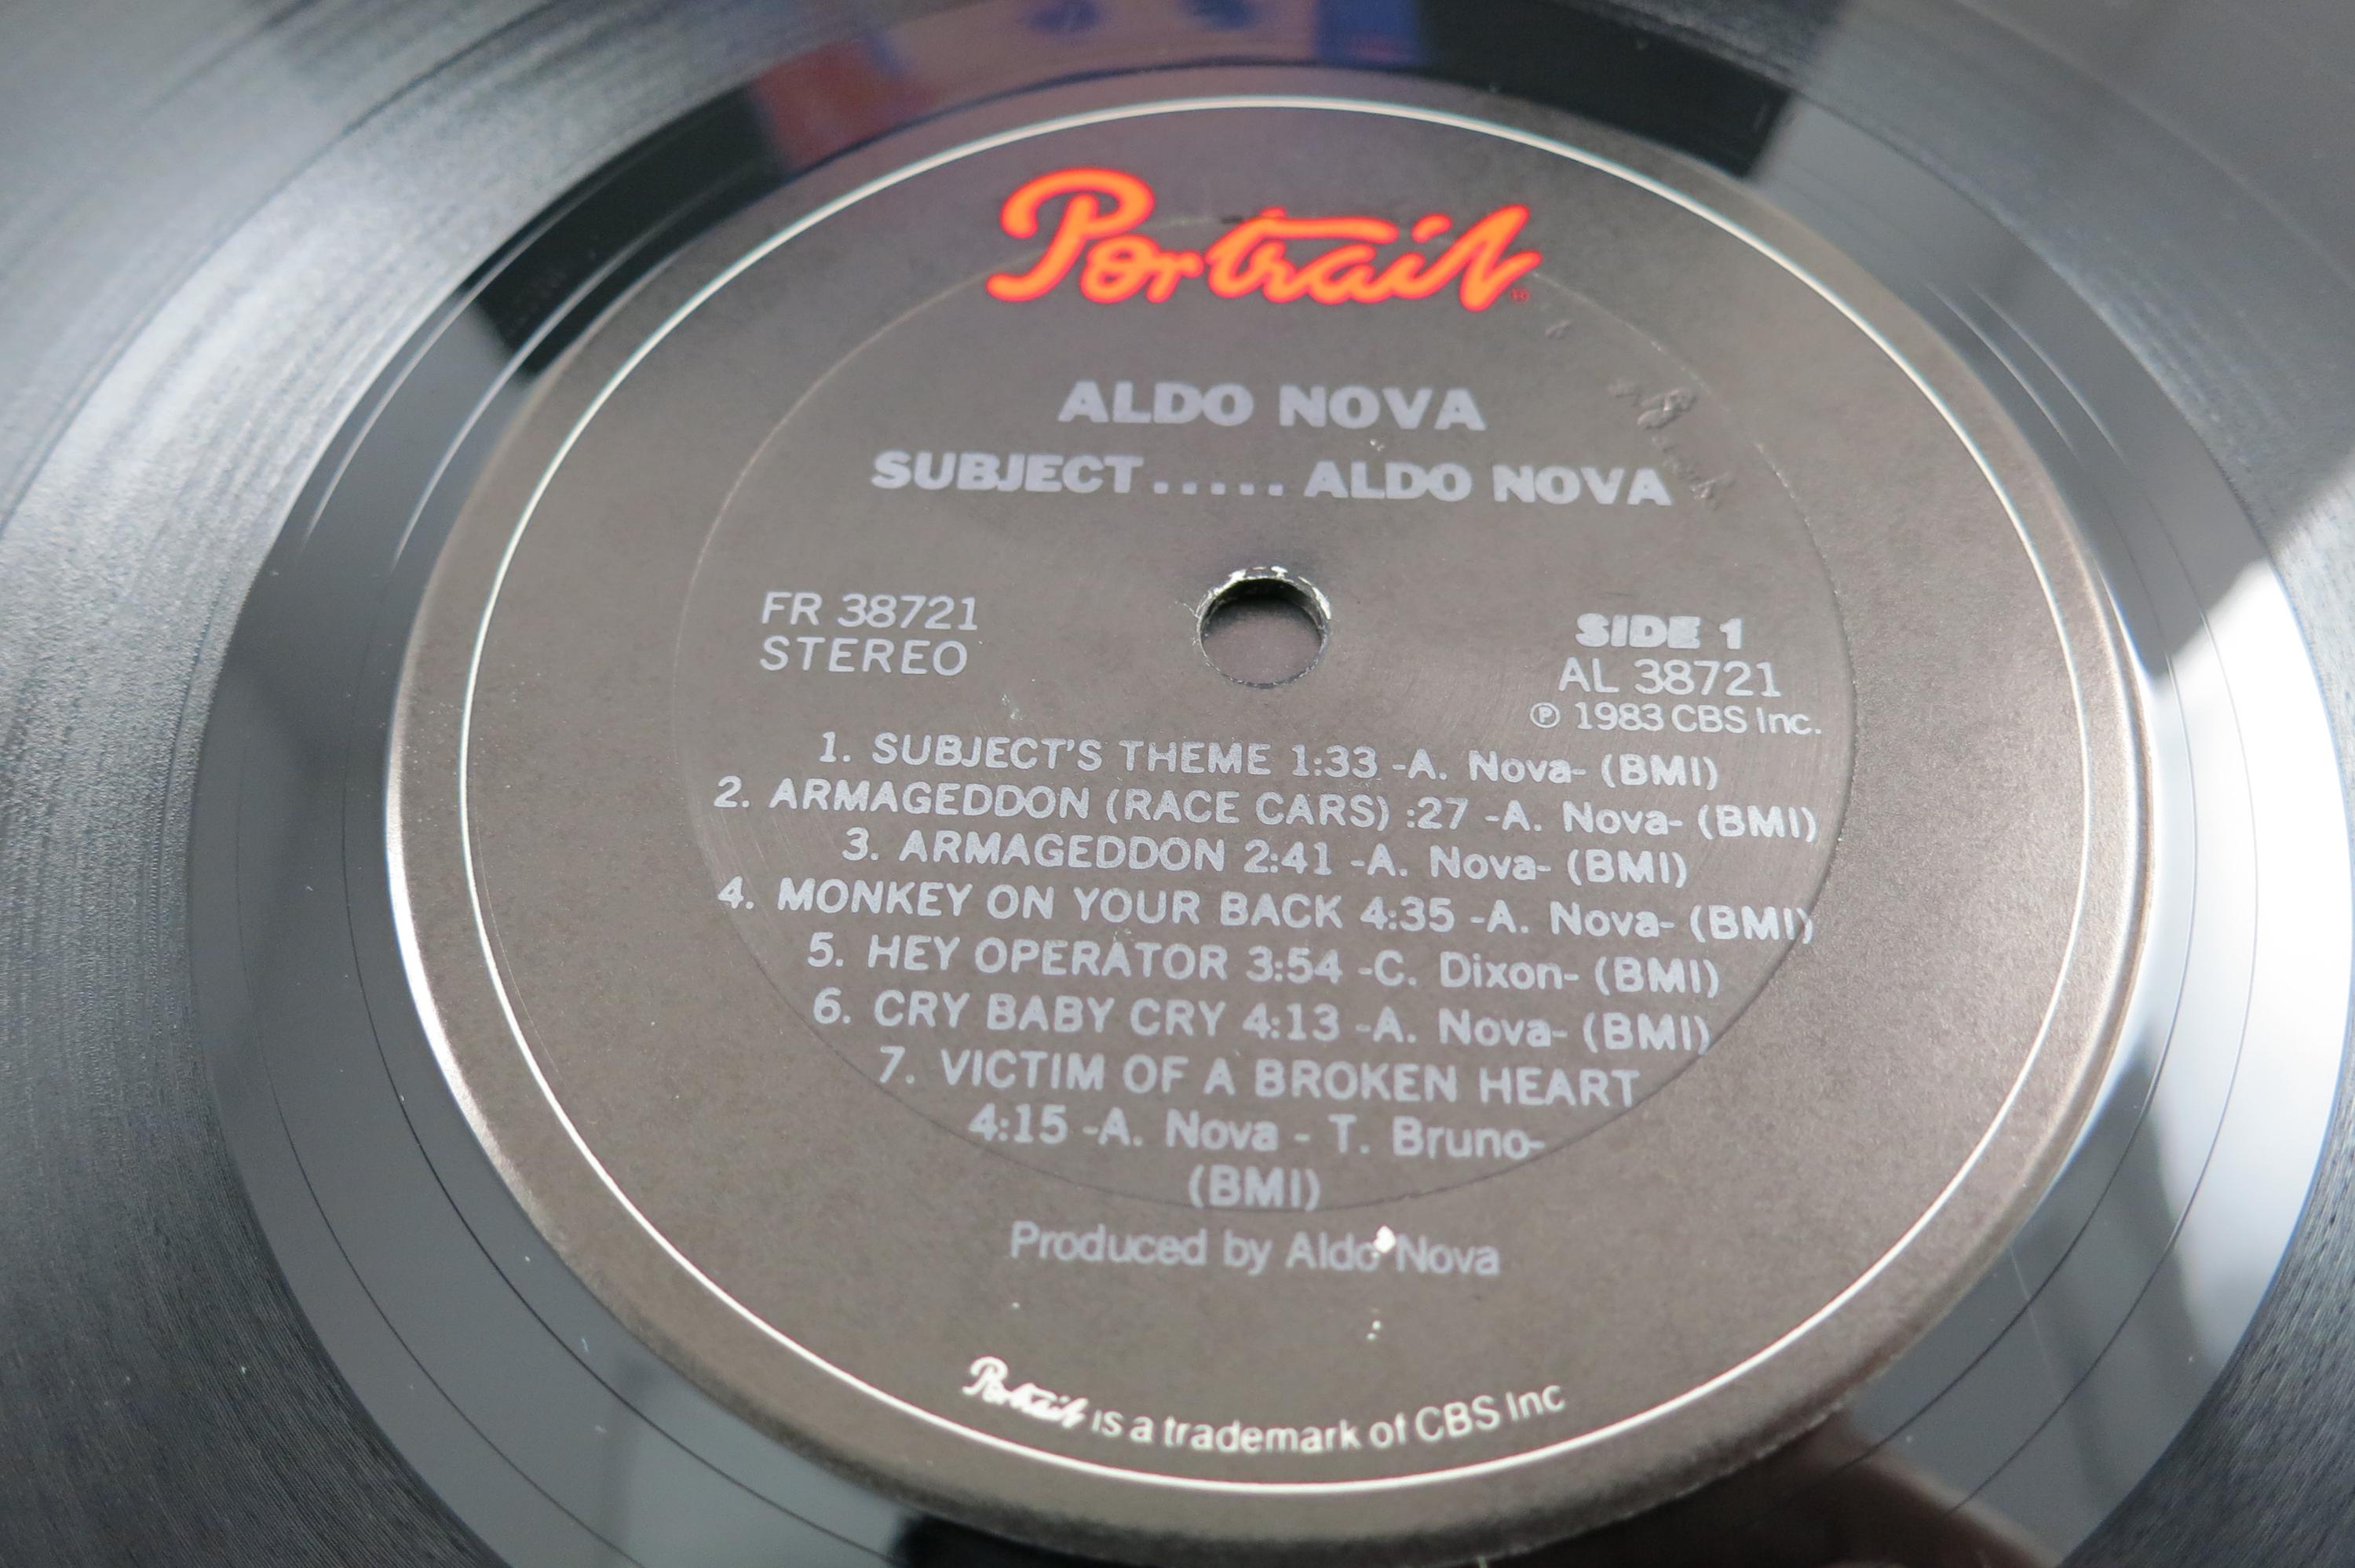 Portrait®
ALDO NOVA
SUBJECT.....ALDO NOVA
FR 38721
STEREO
SIDE 1
AL 38721
℗ 1983 CBS Inc.
1. SUBJECT'S THEME 1:33 -A. Nova- (BMI)
2. ARMAGEDDON (RACE CARS) :27 -A. Nova- (BMI)
3. ARMAGEDDON 2:41 -A. Nova- (BMI)
4. MONKEY ON YOUR BACK 4:35 -A. Nova- (BMI)
5. HEY OPERATOR 3:54 -C. Dixon- (BMI)
6. CRY BABY CRY 4:13 -A. Nova- (BMI)
7. VICTIM OF A BROKEN HEART
4:15 -A. Nova - T. Bruno-
(BMI)
Produced by Aldo Nova
Portrait is a trademark of CBS Inc